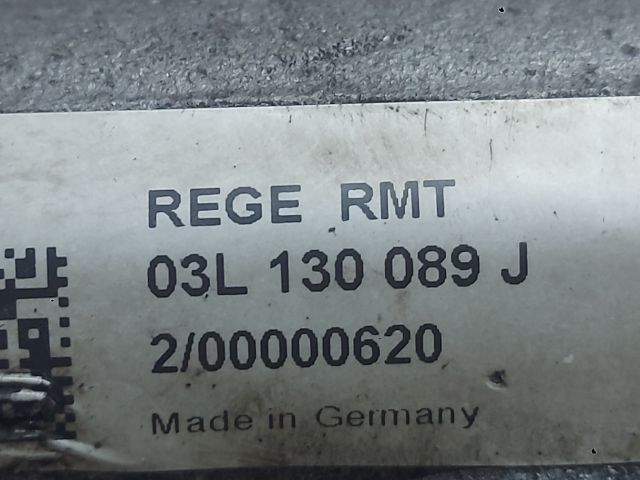 REGE RMT
03L 130 089 J
2/00000620
Made in Germany